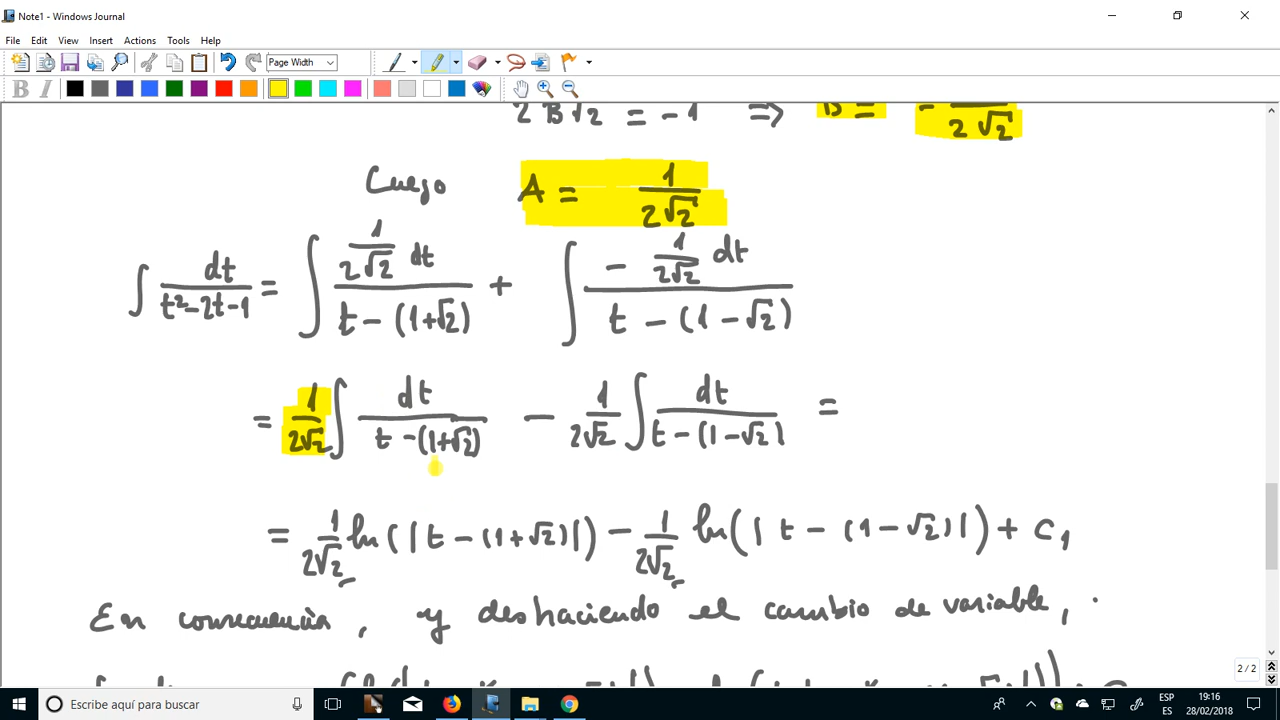 Note1 - Windows Journal
File Edit View Insert Actions Tools Help
Page Width
B I
2B√2 = -1 ⇒ B = - 2√2
Luego A = 1/(2√2)
∫ dt/(t²-2t-1) = ∫ (1/(2√2) dt)/(t-(1+√2)) + ∫ (-1/(2√2) dt)/(t-(1-√2))
= 1/(2√2) ∫ dt/(t-(1+√2)) - 1/(2√2) ∫ dt/(t-(1-√2)) =
= 1/(2√2) ln(|t-(1+√2)|) - 1/(2√2) ln(|t-(1-√2)|) + C₁
En consecuencia, y deshaciendo el cambio de variable,
2/2
Escribe aquí para buscar
ESP 19:16
ES 28/02/2018